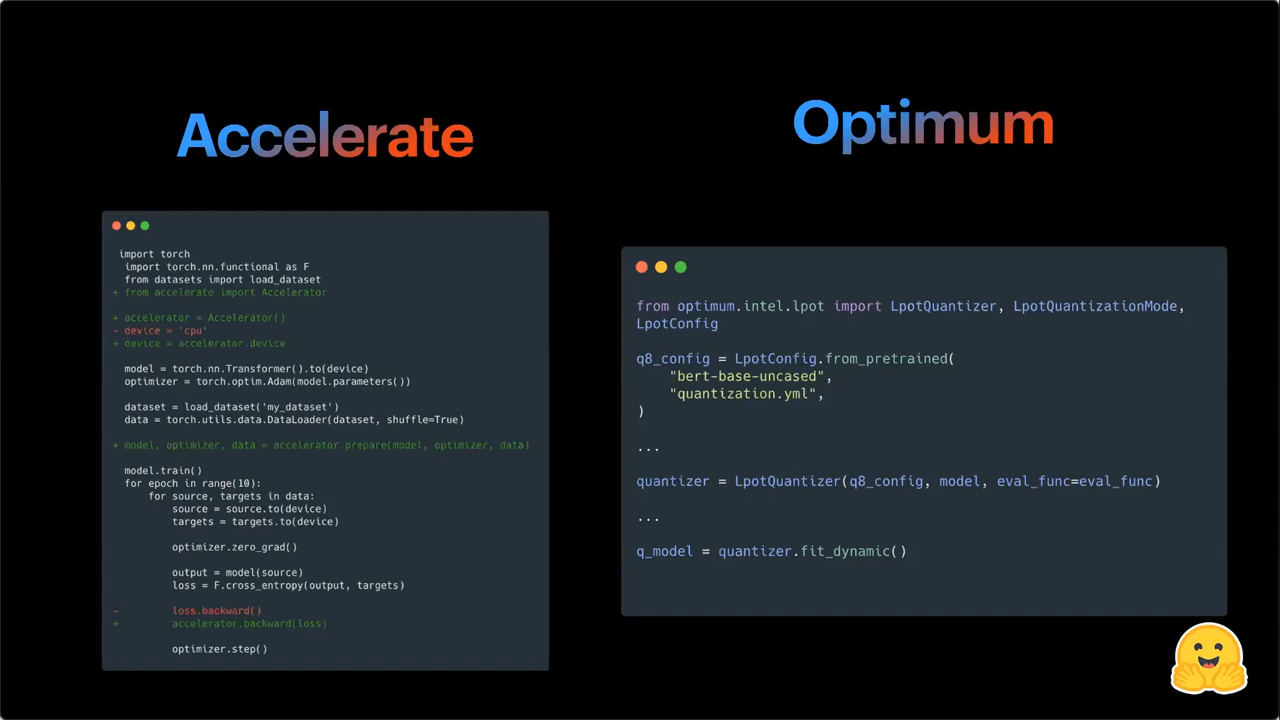 Accelerate
import torch
import torch.nn.functional as F
from datasets import load_dataset
+ from accelerate import Accelerator
+ accelerator = Accelerator()
- device = 'cpu'
+ device = accelerator.device
model = torch.nn.Transformer().to(device)
optimizer = torch.optim.Adam(model.parameters())
dataset = load_dataset('my_dataset')
data = torch.utils.data.DataLoader(dataset, shuffle=True)
+ model, optimizer, data = accelerator.prepare(model, optimizer, data)
model.train()
for epoch in range(10):
for source, targets in data:
source = source.to(device)
targets = targets.to(device)
optimizer.zero_grad()
output = model(source)
loss = F.cross_entropy(output, targets)
- loss.backward()
+ accelerator.backward(loss)
optimizer.step()
Optimum
from optimum.intel.lpot import LpotQuantizer, LpotQuantizationMode,
LpotConfig
q8_config = LpotConfig.from_pretrained(
"bert-base-uncased",
"quantization.yml",
)
...
quantizer = LpotQuantizer(q8_config, model, eval_func=eval_func)
...
q_model = quantizer.fit_dynamic()